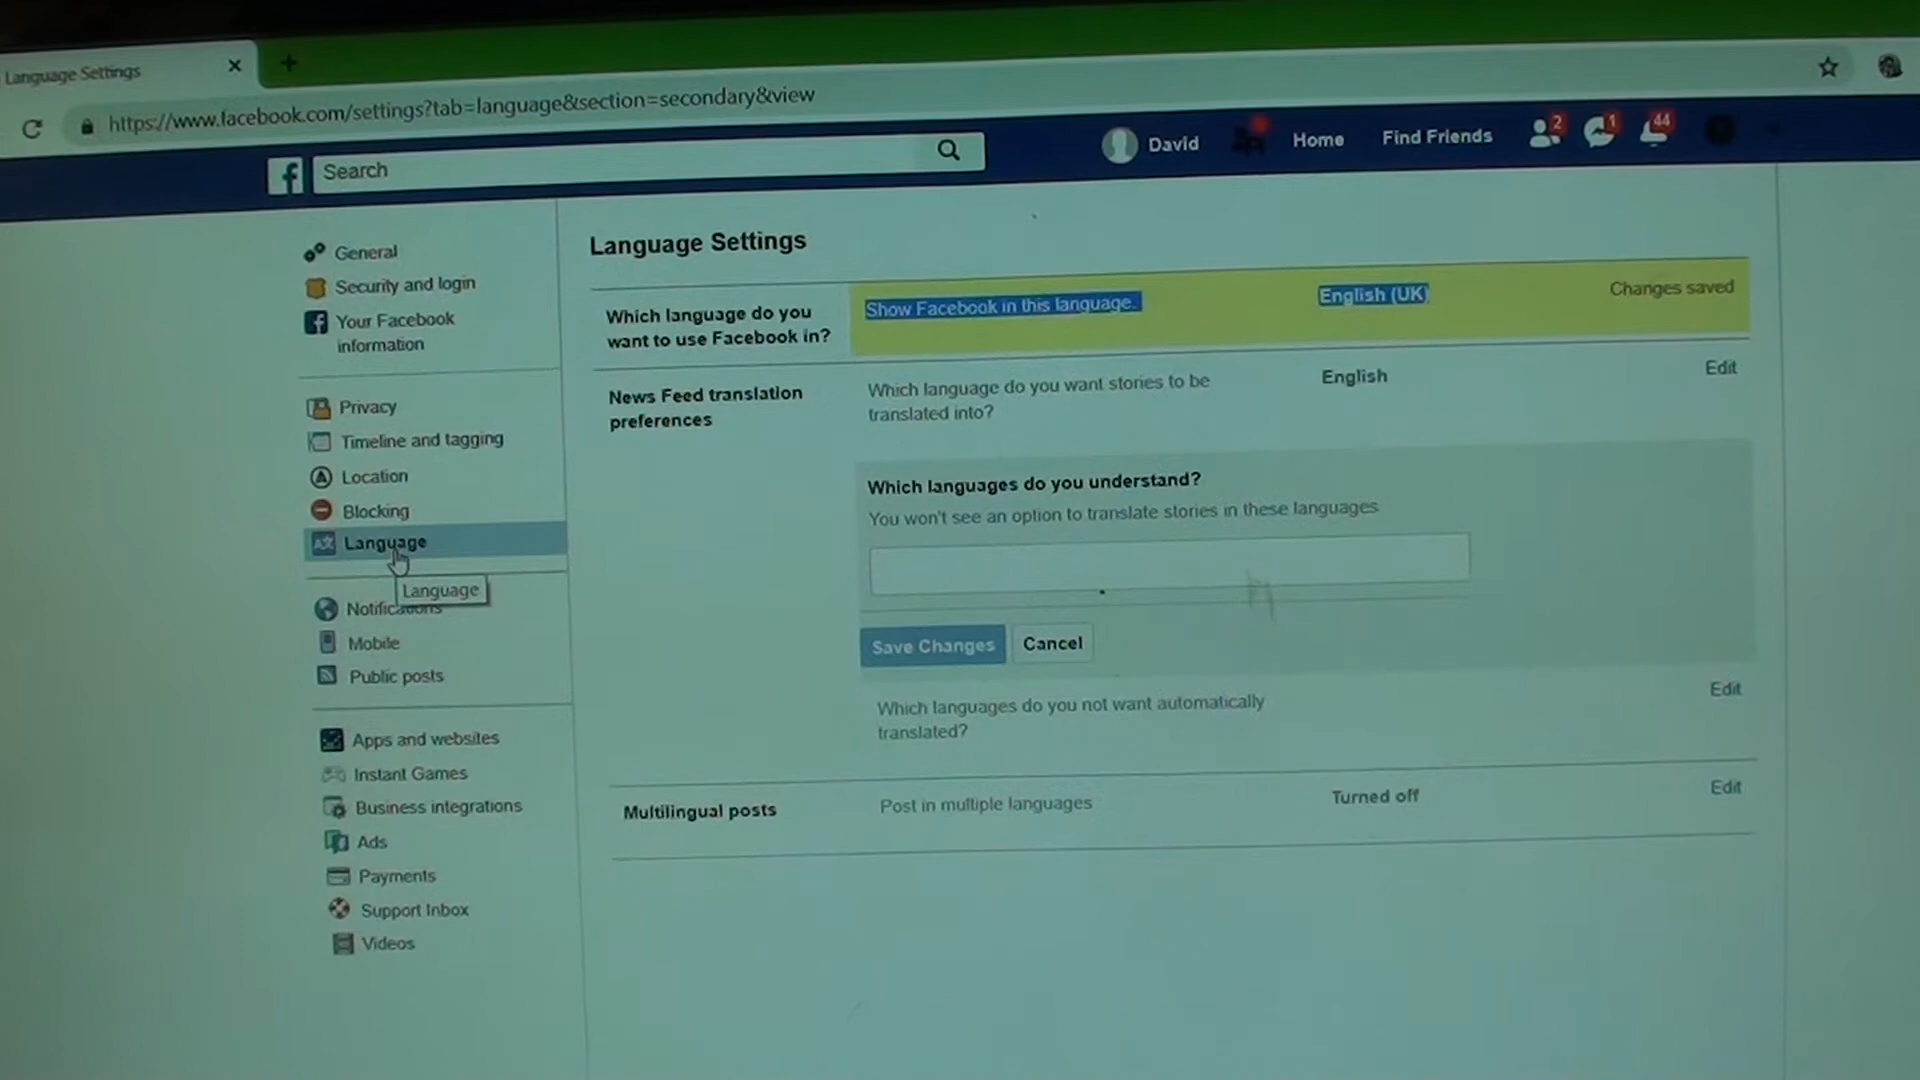 Language Settings
https://www.facebook.com/settings?tab=language&section=secondary&view
Search
David
Home
Find Friends
2
1
44
General
Security and login
Your Facebook
information
Privacy
Timeline and tagging
Location
Blocking
Language
Language
Notifications
Mobile
Public posts
Apps and websites
Instant Games
Business integrations
Ads
Payments
Support Inbox
Videos
Language Settings
Which language do you
want to use Facebook in?
Show Facebook in this language.
English (UK)
Changes saved
News Feed translation
preferences
Which language do you want stories to be
translated into?
English
Edit
Which languages do you understand?
You won't see an option to translate stories in these languages
Save Changes
Cancel
Which languages do you not want automatically
translated?
Edit
Multilingual posts
Post in multiple languages
Turned off
Edit